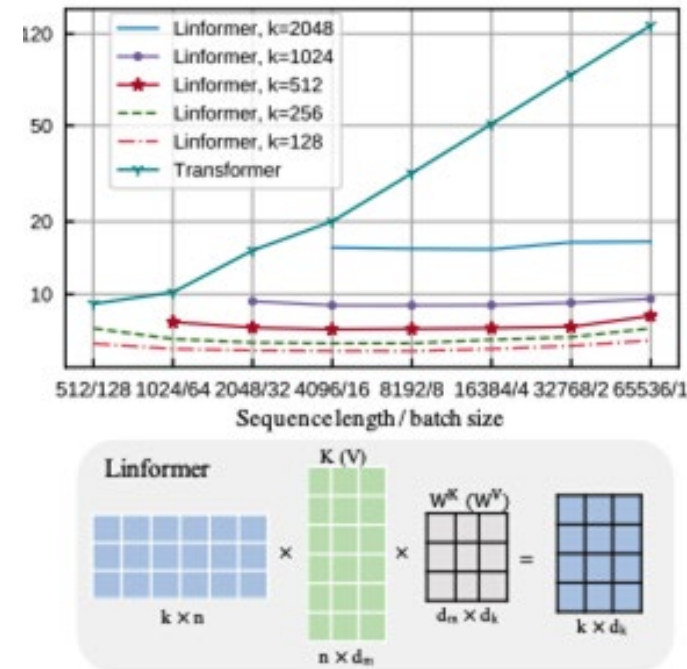 120
50
20
10
Linformer, k=2048
Linformer, k=1024
Linformer, k=512
Linformer, k=256
Linformer, k=128
Transformer
512/128 1024/64 2048/32 4096/16 8192/8 16384/4 32768/2 65536/1
Sequence length / batch size
Linformer
K (V)
W^K (W^V)
× × =
k × n
n × d_m
d_m × d_k
k × d_k